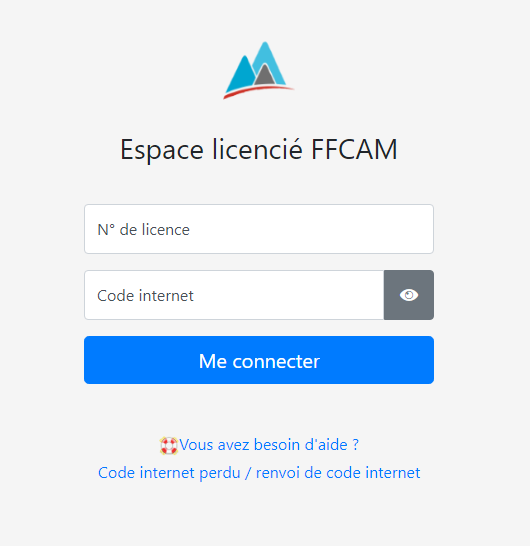 Espace licencié FFCAM
N° de licence
Code internet
Me connecter
Vous avez besoin d'aide ?
Code internet perdu / renvoi de code internet